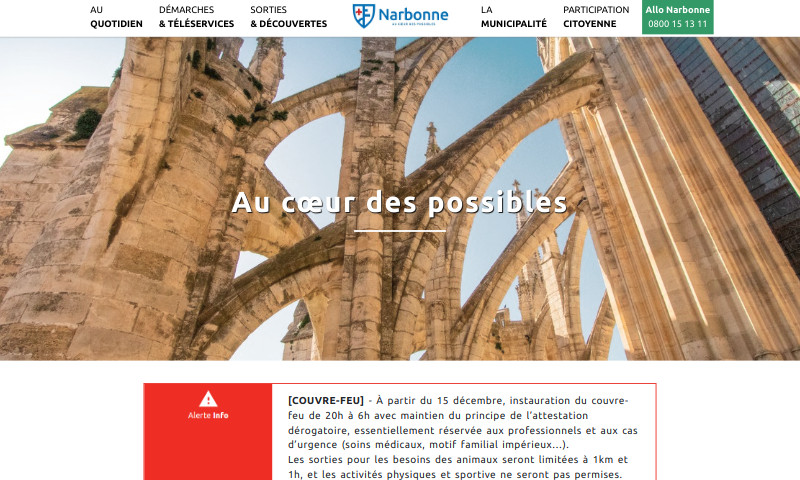 AU
QUOTIDIEN
DÉMARCHES
& TÉLÉSERVICES
SORTIES
& DÉCOUVERTES
Narbonne
AU CŒUR DES POSSIBLES
LA
MUNICIPALITÉ
PARTICIPATION
CITOYENNE
Allo Narbonne
0800 15 13 11
Au cœur des possibles
Alerte Info
[COUVRE-FEU] - À partir du 15 décembre, instauration du couvre-
feu de 20h à 6h avec maintien du principe de l'attestation
dérogatoire, essentiellement réservée aux professionnels et aux cas
d'urgence (soins médicaux, motif familial impérieux...).
Les sorties pour les besoins des animaux seront limitées à 1km et
1h, et les activités physiques et sportive ne seront pas permises.